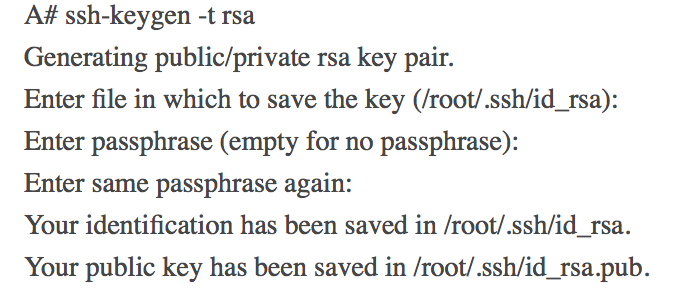 A# ssh-keygen -t rsa
Generating public/private rsa key pair.
Enter file in which to save the key (/root/.ssh/id_rsa):
Enter passphrase (empty for no passphrase):
Enter same passphrase again:
Your identification has been saved in /root/.ssh/id_rsa.
Your public key has been saved in /root/.ssh/id_rsa.pub.